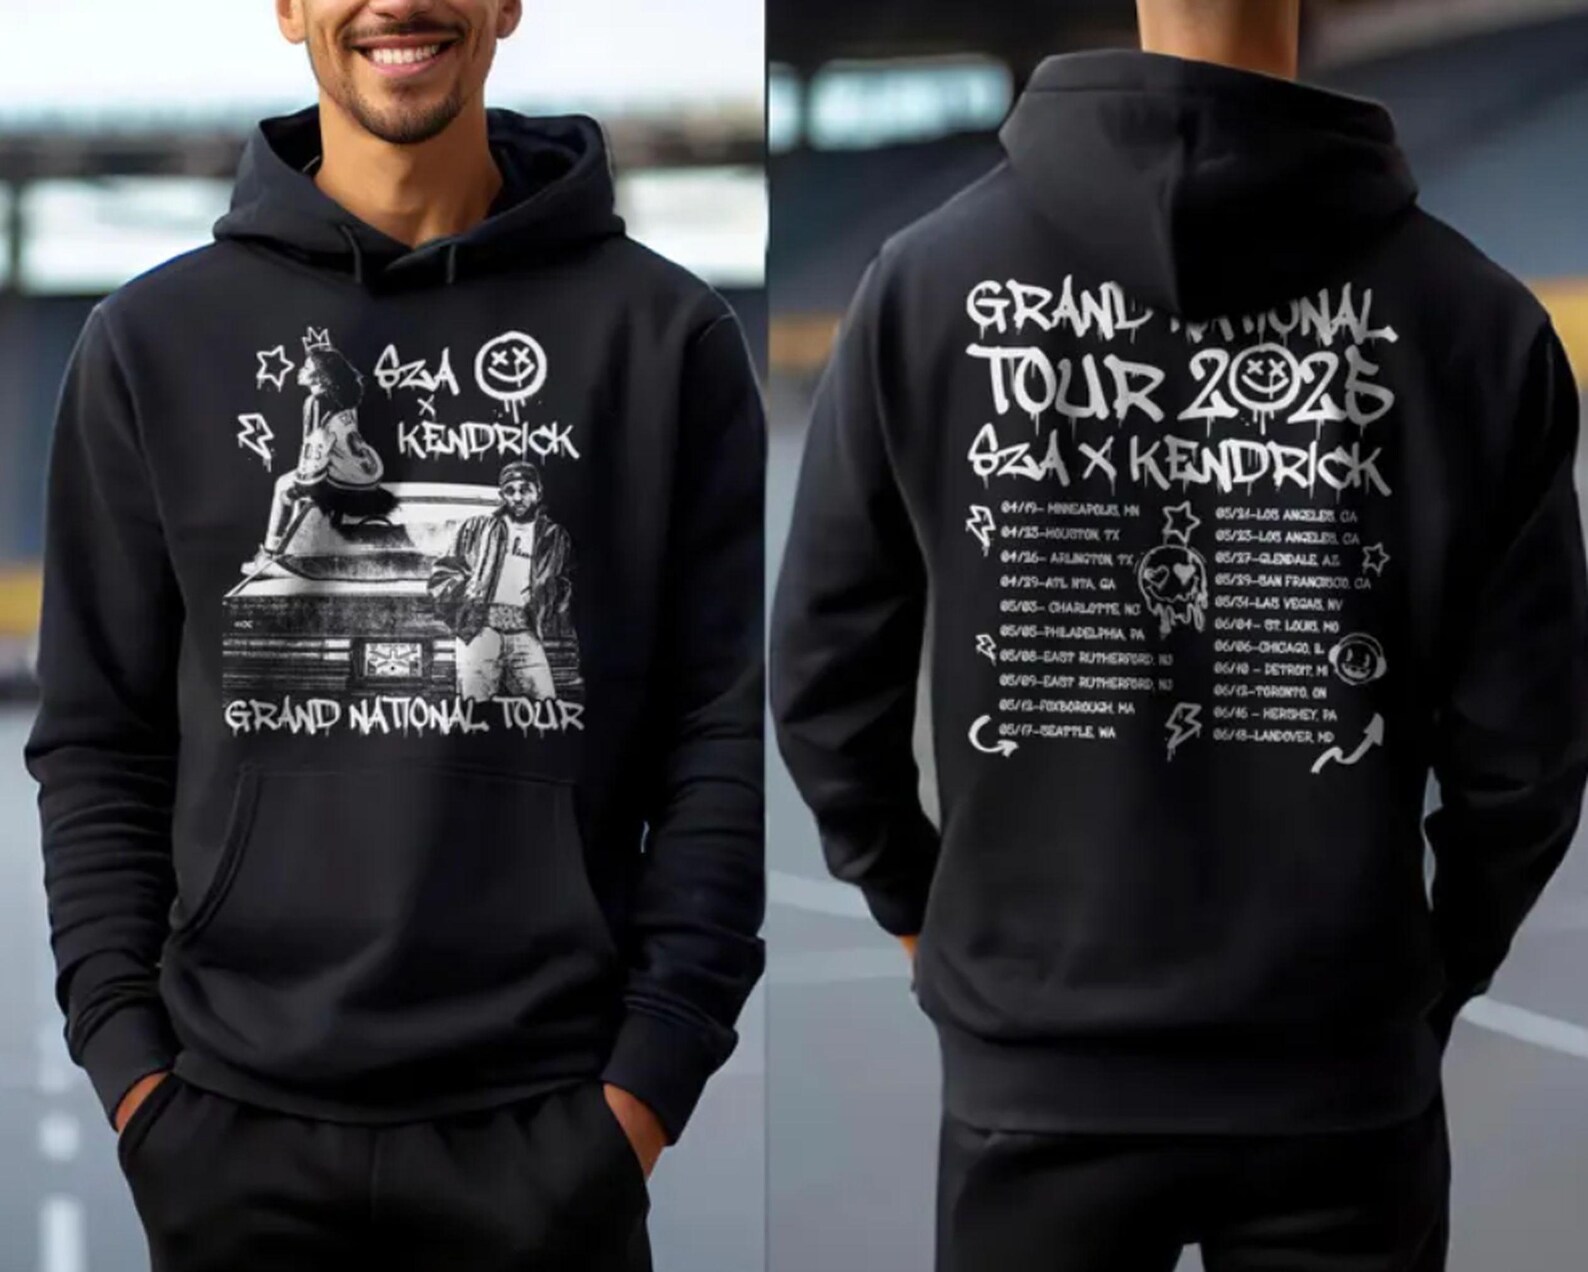 SZA
X
KENDRICK
GNX
GRAND NATIONAL TOUR
GRAND NATIONAL
TOUR 2025
SZA X KENDRICK
04/19- MINNEAPOLIS, MN
04/23-HOUSTON, TX
04/26- ARLINGTON, TX
04/29-ATL NTA, GA
05/03- CHARLOTTE, NC
05/05-PHILADELPHIA, PA
05/08-EAST RUTHERFORD, NJ
05/09-EAST RUTHERFORD, NJ
05/12-FOXBOROUGH, MA
05/17-SEATTLE, WA
05/21-LOS ANGELES, CA
05/23-LOS ANGELES, CA
05/27-GLENDALE, AZ
05/29-SAN FRANCISCO, CA
05/31-LAS VEGAS, NV
06/04- ST. LOUIS, MO
06/06-CHICAGO, IL
06/10 - DETROIT, MI
06/12-TORONTO, ON
06/16 - HERSHEY, PA
06/18-LANDOVER, MD